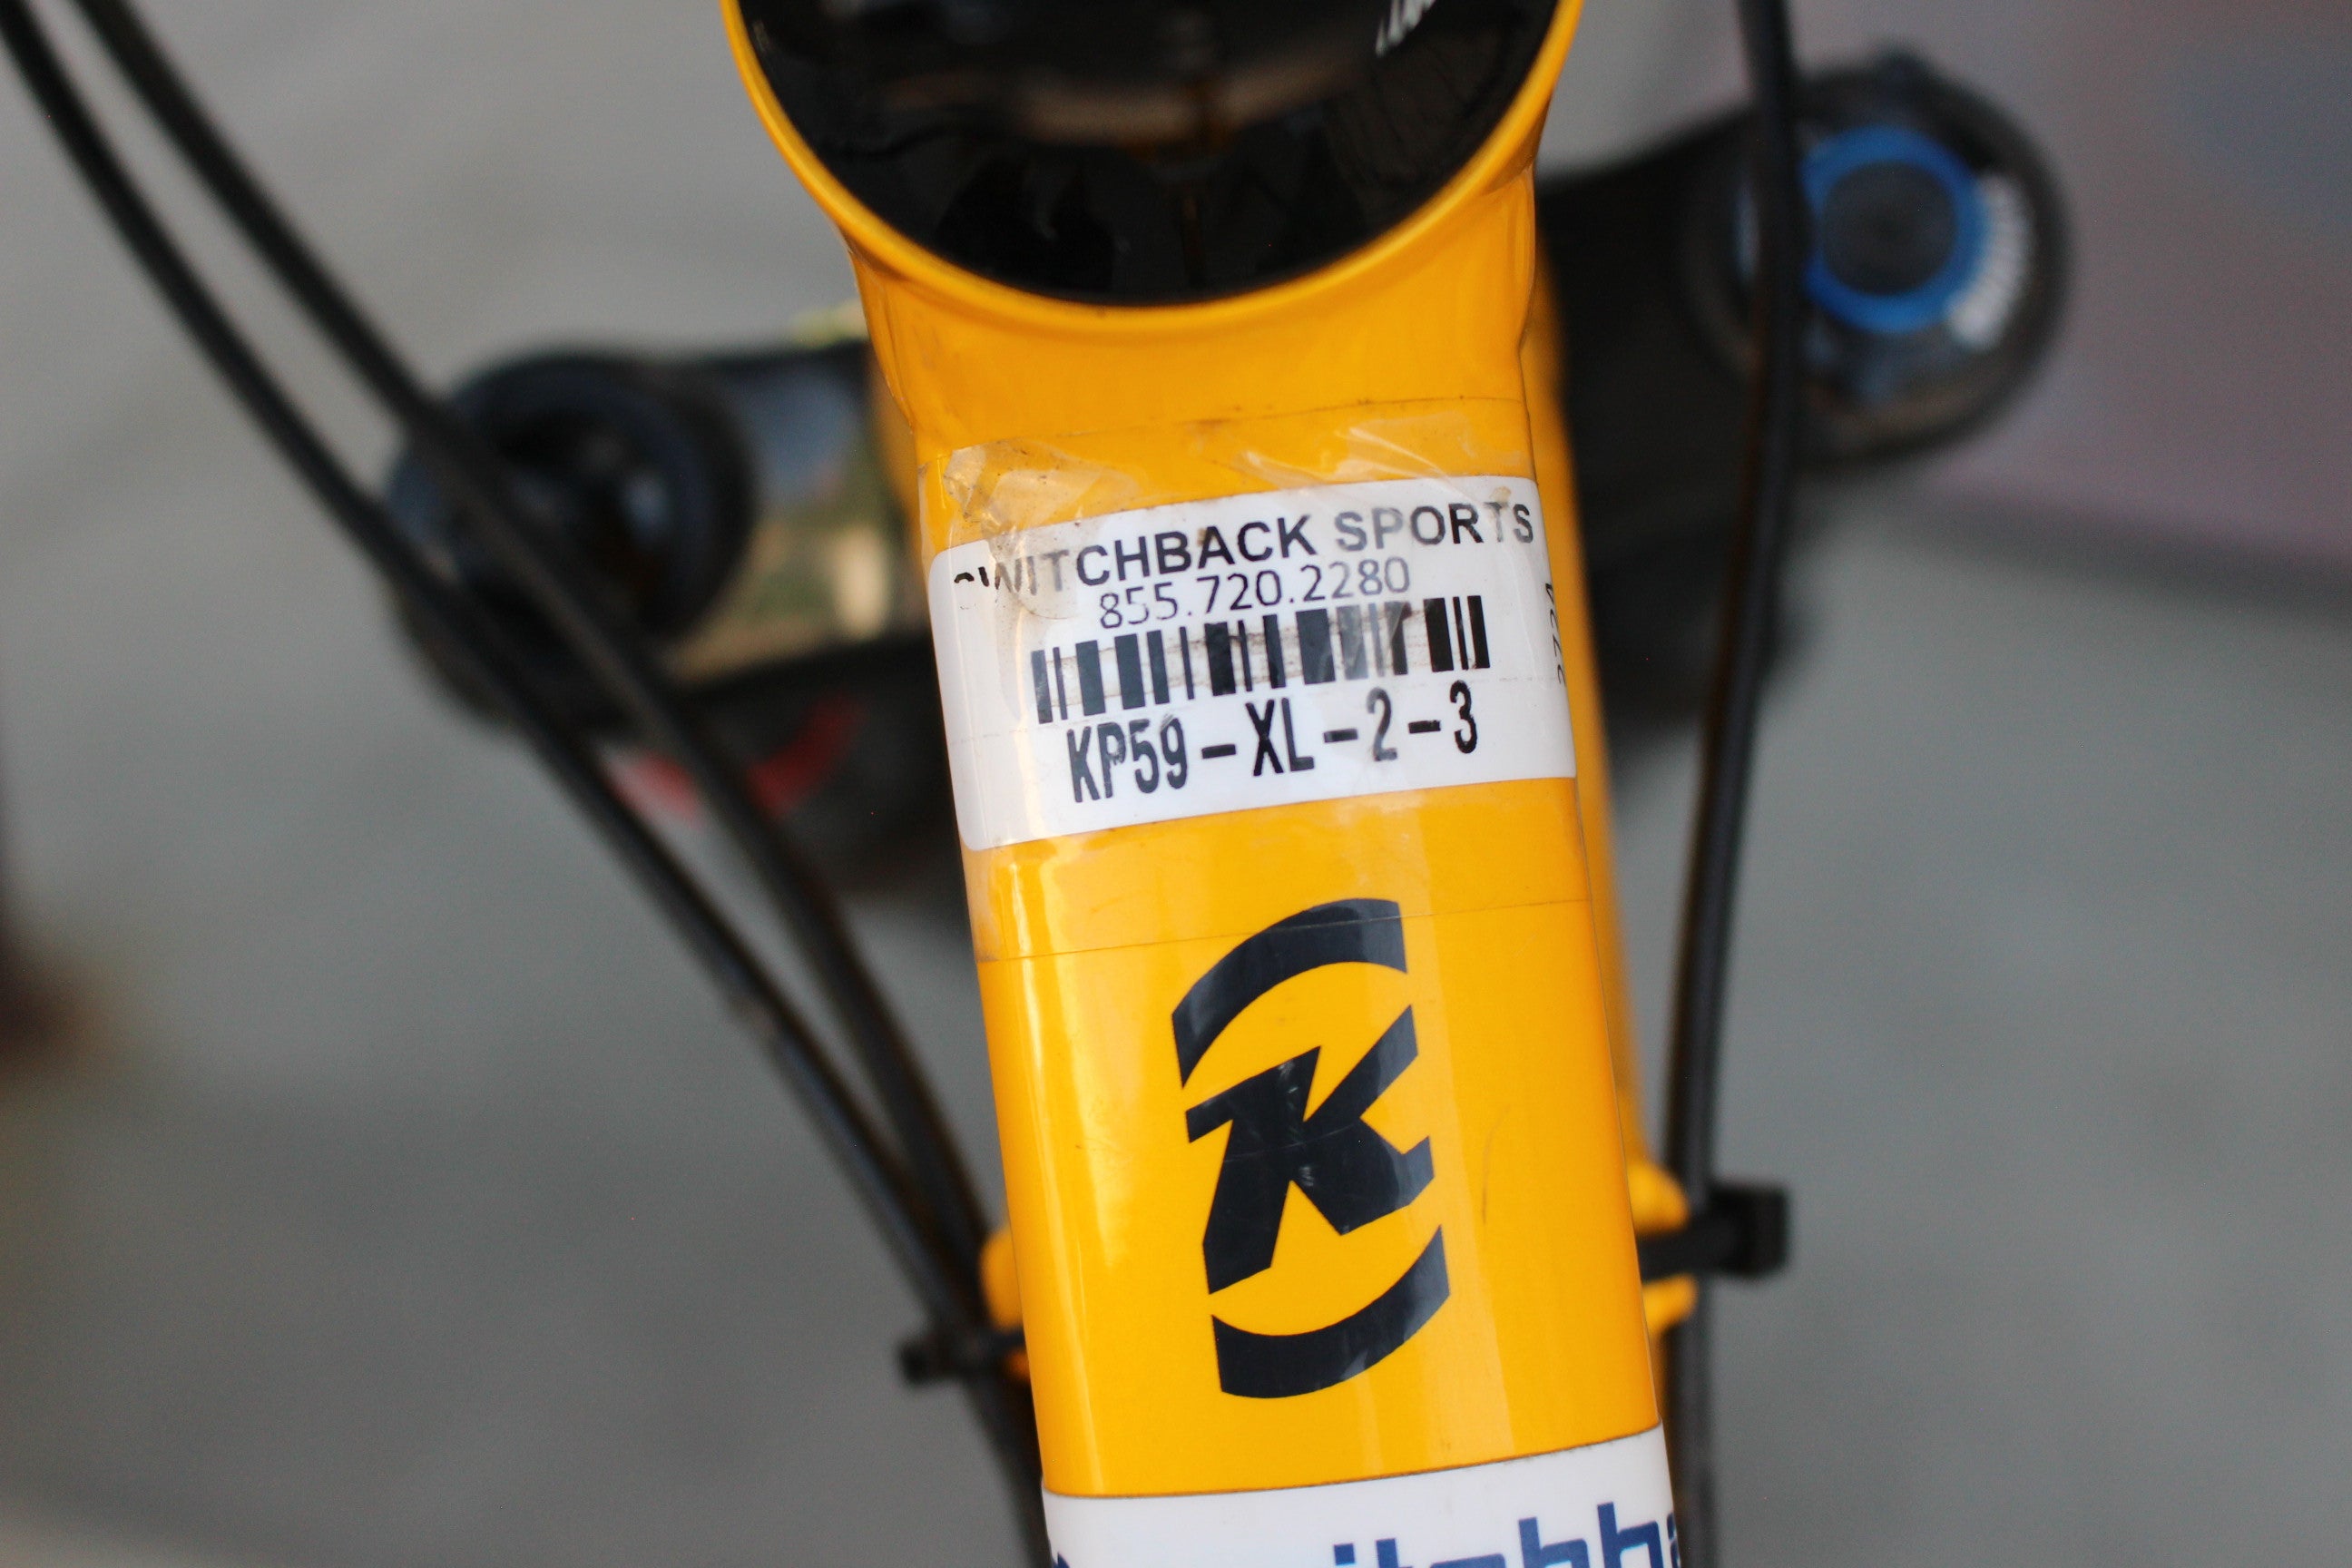 SWITCHBACK SPORTS
855.720.2280
KP59-XL-2-3
K